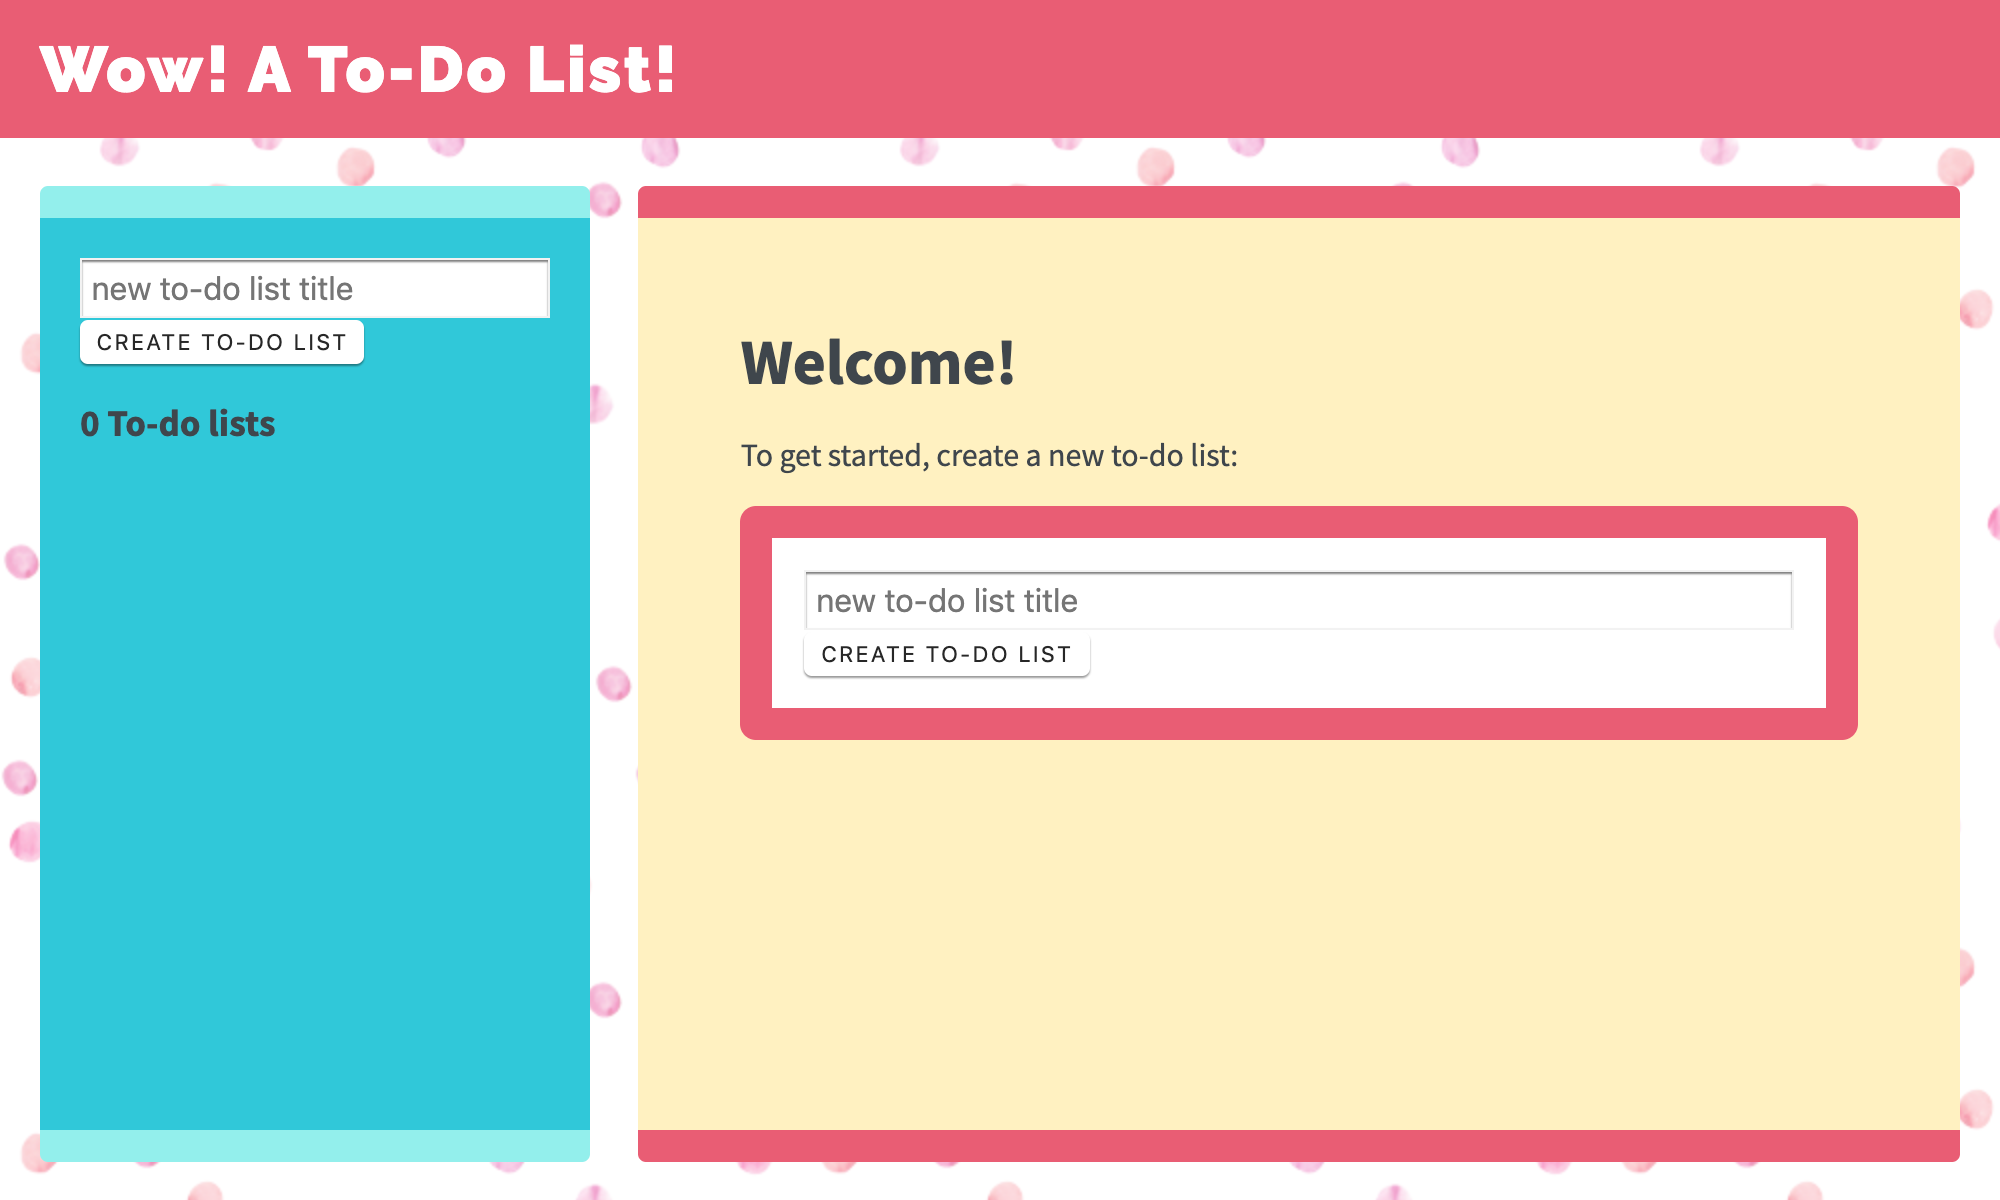 Wow! A To-Do List!
new to-do list title
CREATE TO-DO LIST
0 To-do lists
Welcome!
To get started, create a new to-do list:
new to-do list title
CREATE TO-DO LIST